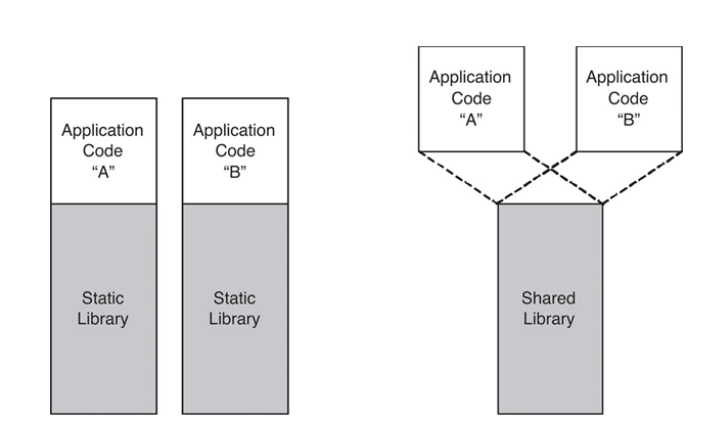 Application
Code
“A”
Application
Code
“B”
Static
Library
Static
Library
Application
Code
“A”
Application
Code
“B”
Shared
Library